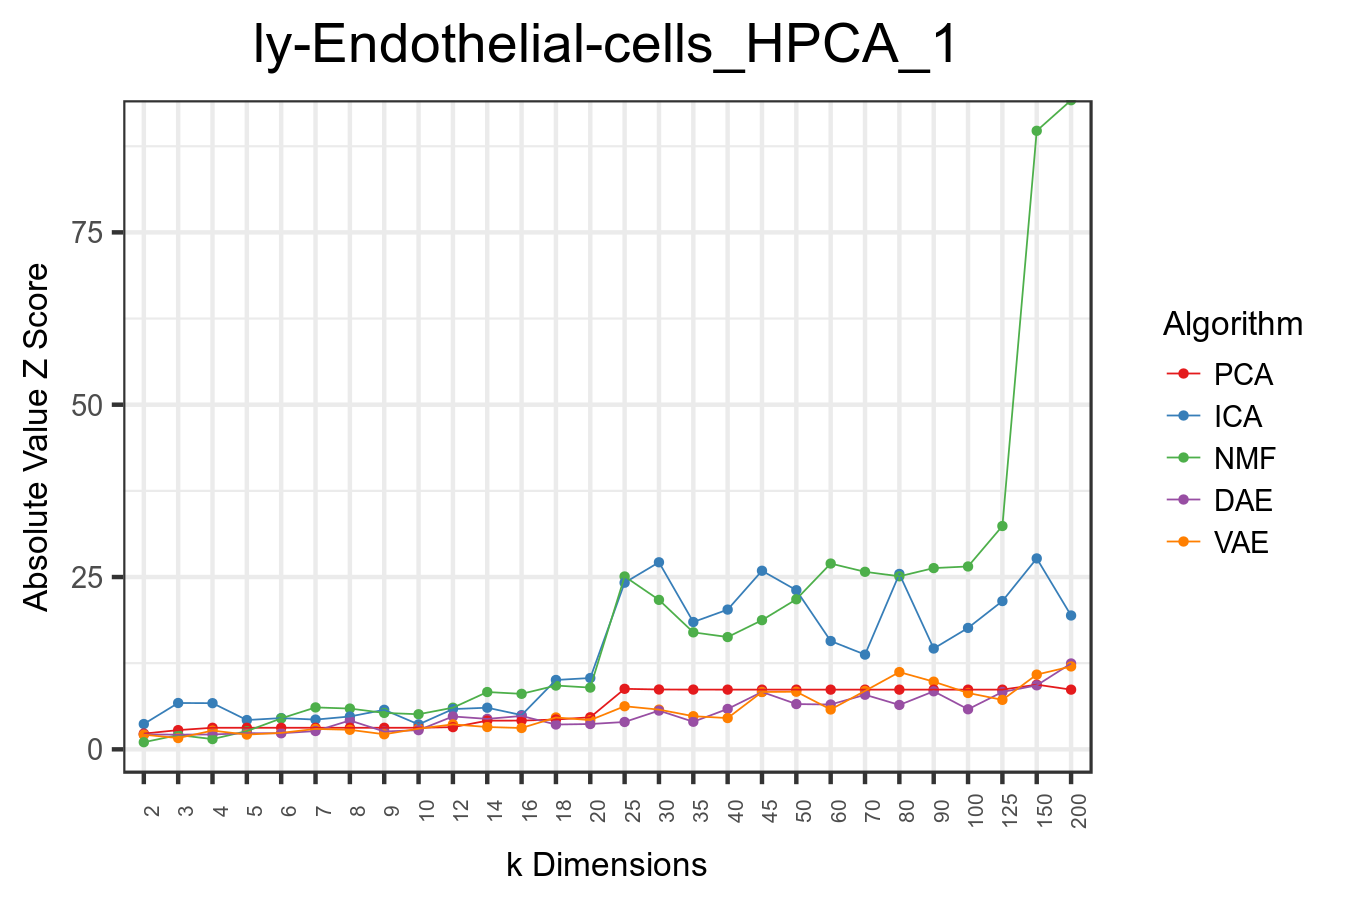 ly-Endothelial-cells_HPCA_1
Absolute Value Z Score
75
50
25
0
2 3 4 5 6 7 8 9 10 12 14 16 18 20 25 30 35 40 45 50 60 70 80 90 100 125 150 200
k Dimensions
Algorithm
PCA
ICA
NMF
DAE
VAE